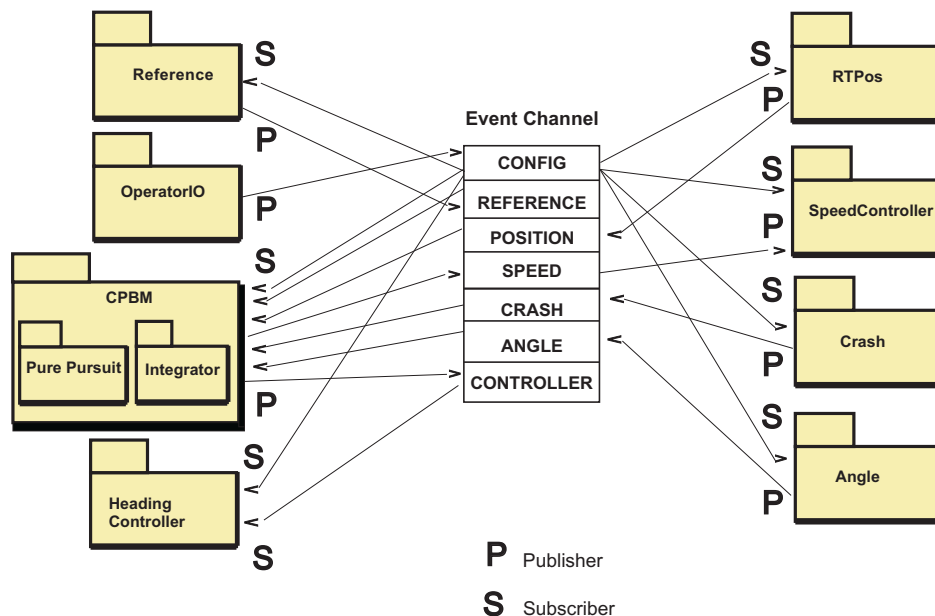 S
Reference
P
OperatorIO
P
S
CPBM
Pure Pursuit
Integrator
P
S
Heading
Controller
S
Event Channel
CONFIG
REFERENCE
POSITION
SPEED
CRASH
ANGLE
CONTROLLER
S
RTPos
P
S
SpeedController
P
S
Crash
P
S
Angle
P
P Publisher
S Subscriber